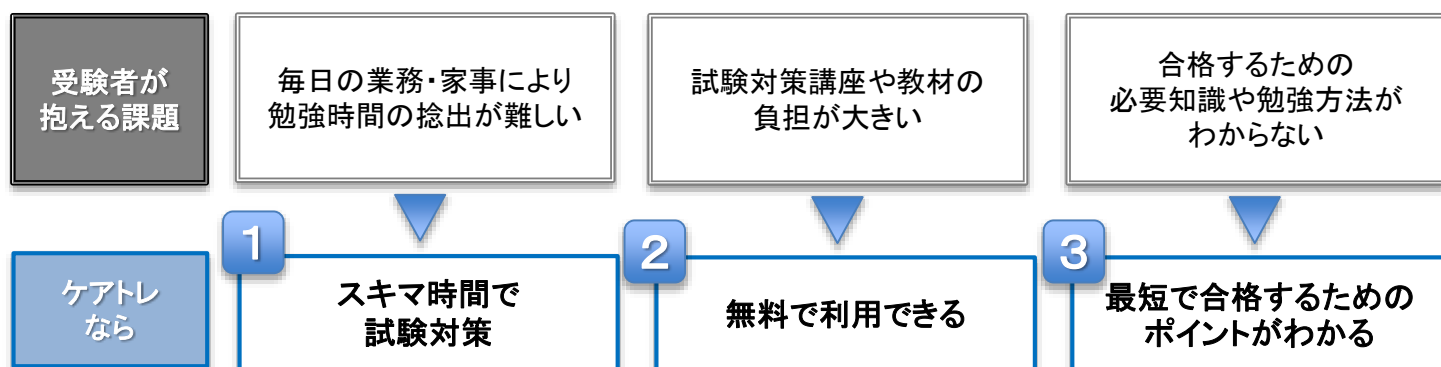 受験者が
抱える課題
毎日の業務・家事により
勉強時間の捻出が難しい
試験対策講座や教材の
負担が大きい
合格するための
必要知識や勉強方法が
わからない
ケアトレ
なら
1
スキマ時間で
試験対策
2
無料で利用できる
3
最短で合格するための
ポイントがわかる